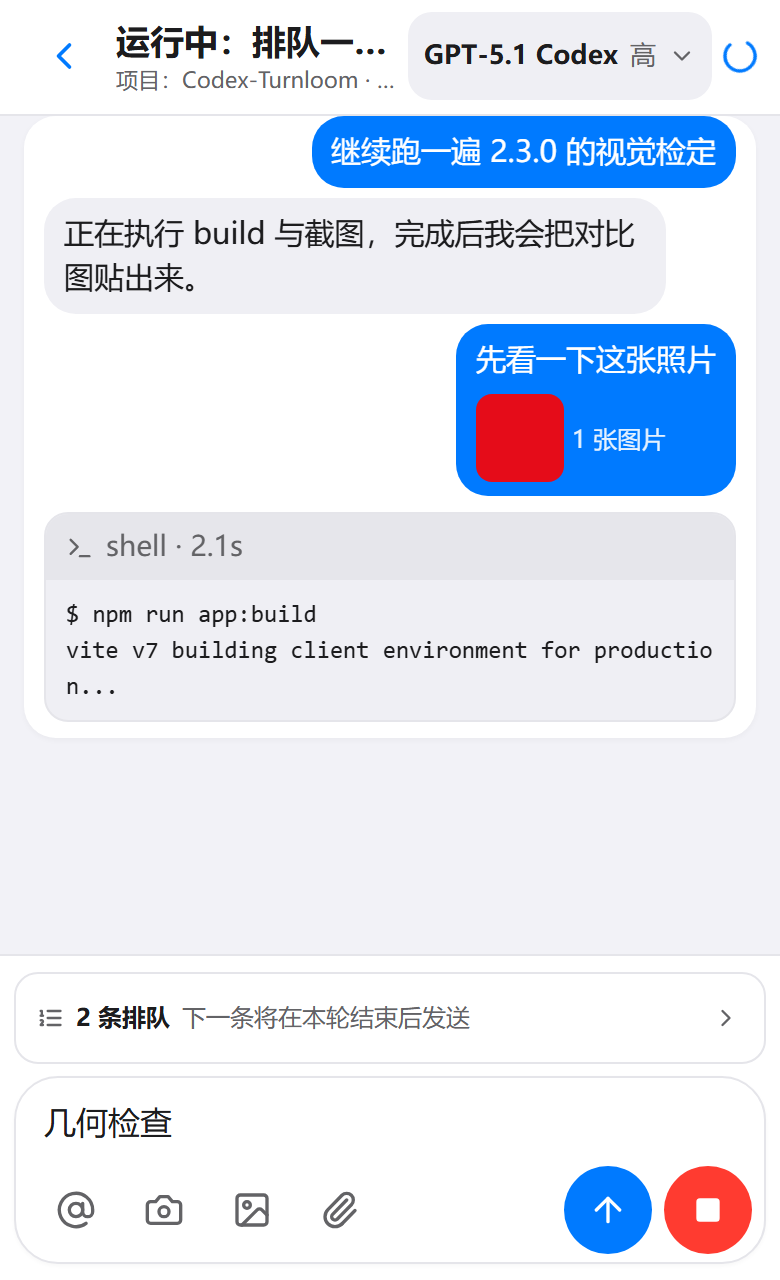 运行中：排队一…
项目：Codex-Turnloom · …
GPT-5.1 Codex 高
继续跑一遍 2.3.0 的视觉检定
正在执行 build 与截图，完成后我会把对比
图贴出来。
先看一下这张照片
1 张图片
shell · 2.1s
$ npm run app:build
vite v7 building client environment for productio
n...
2 条排队 下一条将在本轮结束后发送
几何检查